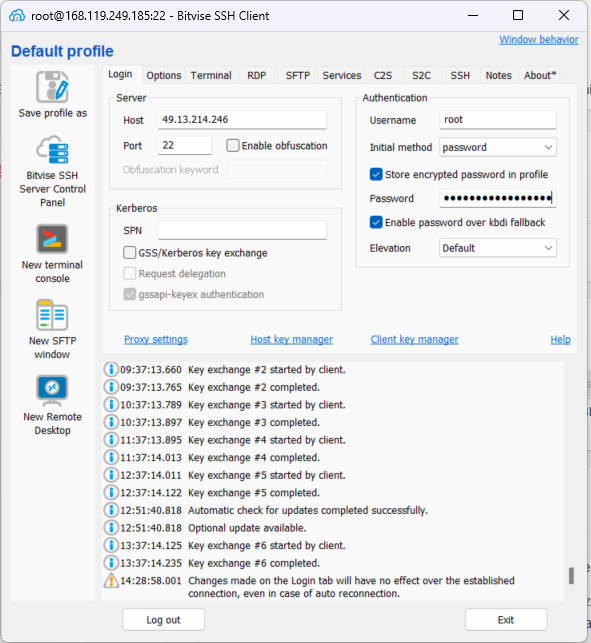 root@168.119.249.185:22 - Bitvise SSH Client
Window behavior
Default profile
Save profile as
Bitvise SSH
Server Control
Panel
New terminal
console
New SFTP
window
New Remote
Desktop
Login
Options
Terminal
RDP
SFTP
Services
C2S
S2C
SSH
Notes
About*
Server
Host
49.13.214.246
Port
22
Enable obfuscation
Obfuscation keyword
Kerberos
SPN
GSS/Kerberos key exchange
Request delegation
gssapi-keyex authentication
Authentication
Username
root
Initial method
password
Store encrypted password in profile
Password
Enable password over kbdi fallback
Elevation
Default
Proxy settings
Host key manager
Client key manager
Help
09:37:13.660 Key exchange #2 started by client.
09:37:13.765 Key exchange #2 completed.
10:37:13.789 Key exchange #3 started by client.
10:37:13.897 Key exchange #3 completed.
11:37:13.895 Key exchange #4 started by client.
11:37:14.013 Key exchange #4 completed.
12:37:14.011 Key exchange #5 started by client.
12:37:14.122 Key exchange #5 completed.
12:51:40.818 Automatic check for updates completed successfully.
12:51:40.818 Optional update available.
13:37:14.125 Key exchange #6 started by client.
13:37:14.235 Key exchange #6 completed.
14:28:58.001 Changes made on the Login tab will have no effect over the established
connection, even in case of auto reconnection.
Log out
Exit